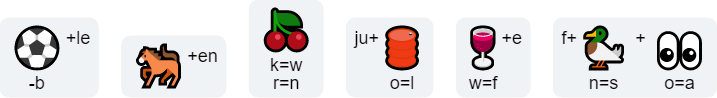 +le
-b
+en
k=w
r=n
ju+
o=l
+e
w=f
f+
+
n=s
o=a